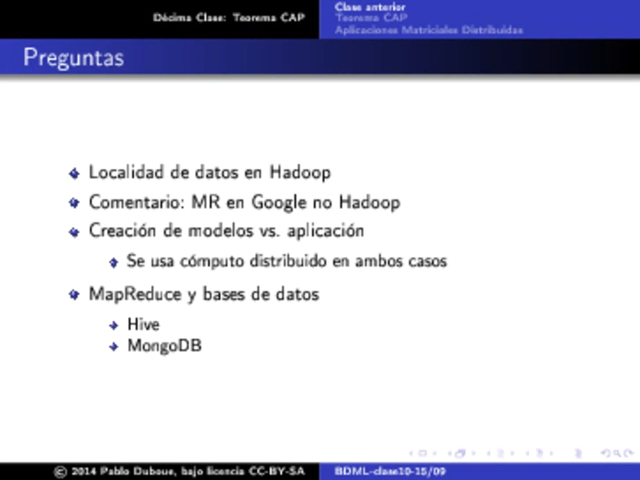 Décima Clase: Teorema CAP
Clase anterior
Teorema CAP
Aplicaciones Matriciales Distribuidas
Preguntas
Localidad de datos en Hadoop
Comentario: MR en Google no Hadoop
Creación de modelos vs. aplicación
Se usa cómputo distribuido en ambos casos
MapReduce y bases de datos
Hive
MongoDB
© 2014 Pablo Duboue, bajo licencia CC-BY-SA
BDML-clase10-15/09